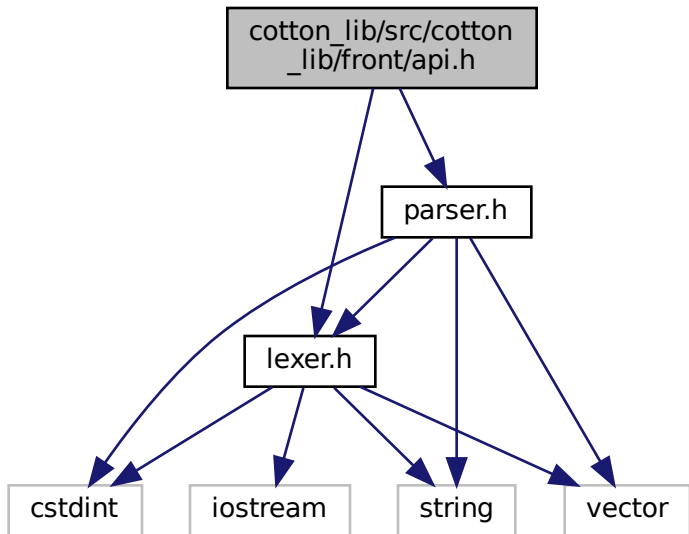 cotton_lib/src/cotton
_lib/front/api.h
parser.h
lexer.h
cstdint
iostream
string
vector